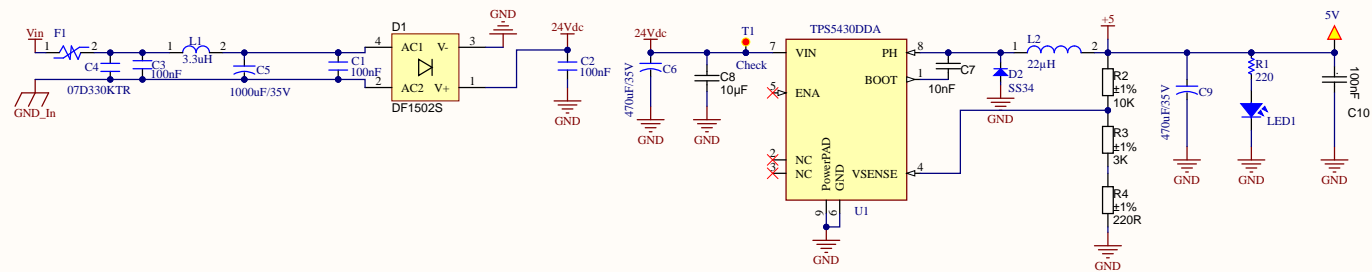 Vin
F1
1
2
C4
C3
100nF
07D330KTR
GND_In
L1
1
2
3.3uH
C5
1000uF/35V
C1
100nF
D1
4
AC1
V-
3
2
AC2
V+
1
DF1502S
GND
24Vdc
C2
100nF
GND
24Vdc
C6
470uF/35V
GND
C8
10µF
GND
T1
Check
TPS5430DDA
7
VIN
PH
8
BOOT
1
5
ENA
2
NC
3
NC
VSENSE
4
PowerPAD
GND
9
6
U1
GND
C7
10nF
D2
SS34
GND
L2
1
2
22µH
+5
R2
±1%
10K
R3
±1%
3K
R4
±1%
220R
GND
C9
470uF/35V
GND
R1
220
LED1
GND
5V
100nF
C10
GND